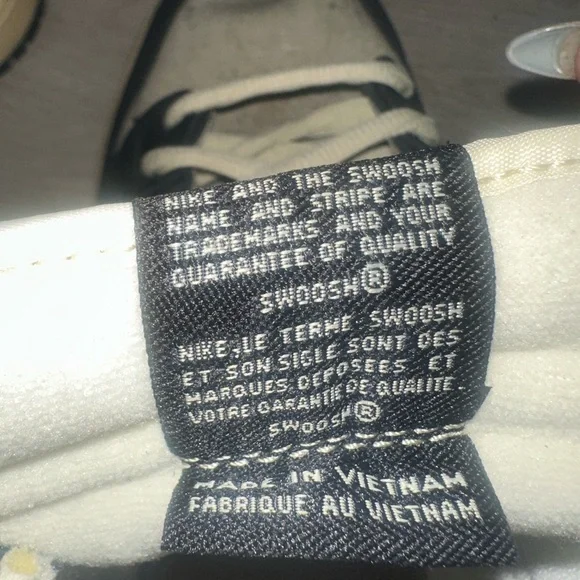 NIKE AND THE SWOOSH
NAME AND STRIPE ARE
TRADEMARKS AND YOUR
GUARANTEE OF QUALITY
SWOOSH®
NIKE,LE TERME SWOOSH
ET SON SIGLE SONT DES
MARQUES DEPOSEES ET
VOTRE GARANTIE DE QUALITE.
SWOOSH®
MADE IN VIETNAM
FABRIQUE AU VIETNAM